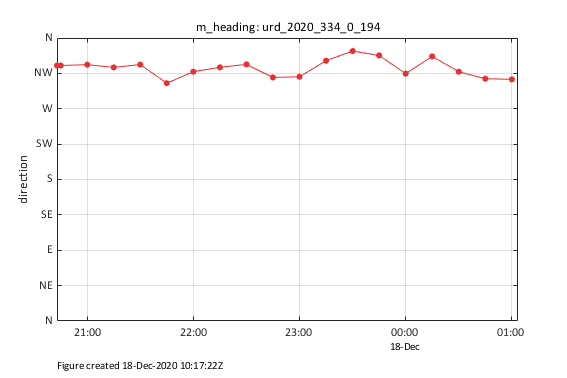 m_heading: urd_2020_334_0_194
N
NW
W
SW
S
SE
E
NE
N
direction
21:00
22:00
23:00
00:00
01:00
18-Dec
Figure created 18-Dec-2020 10:17:22Z